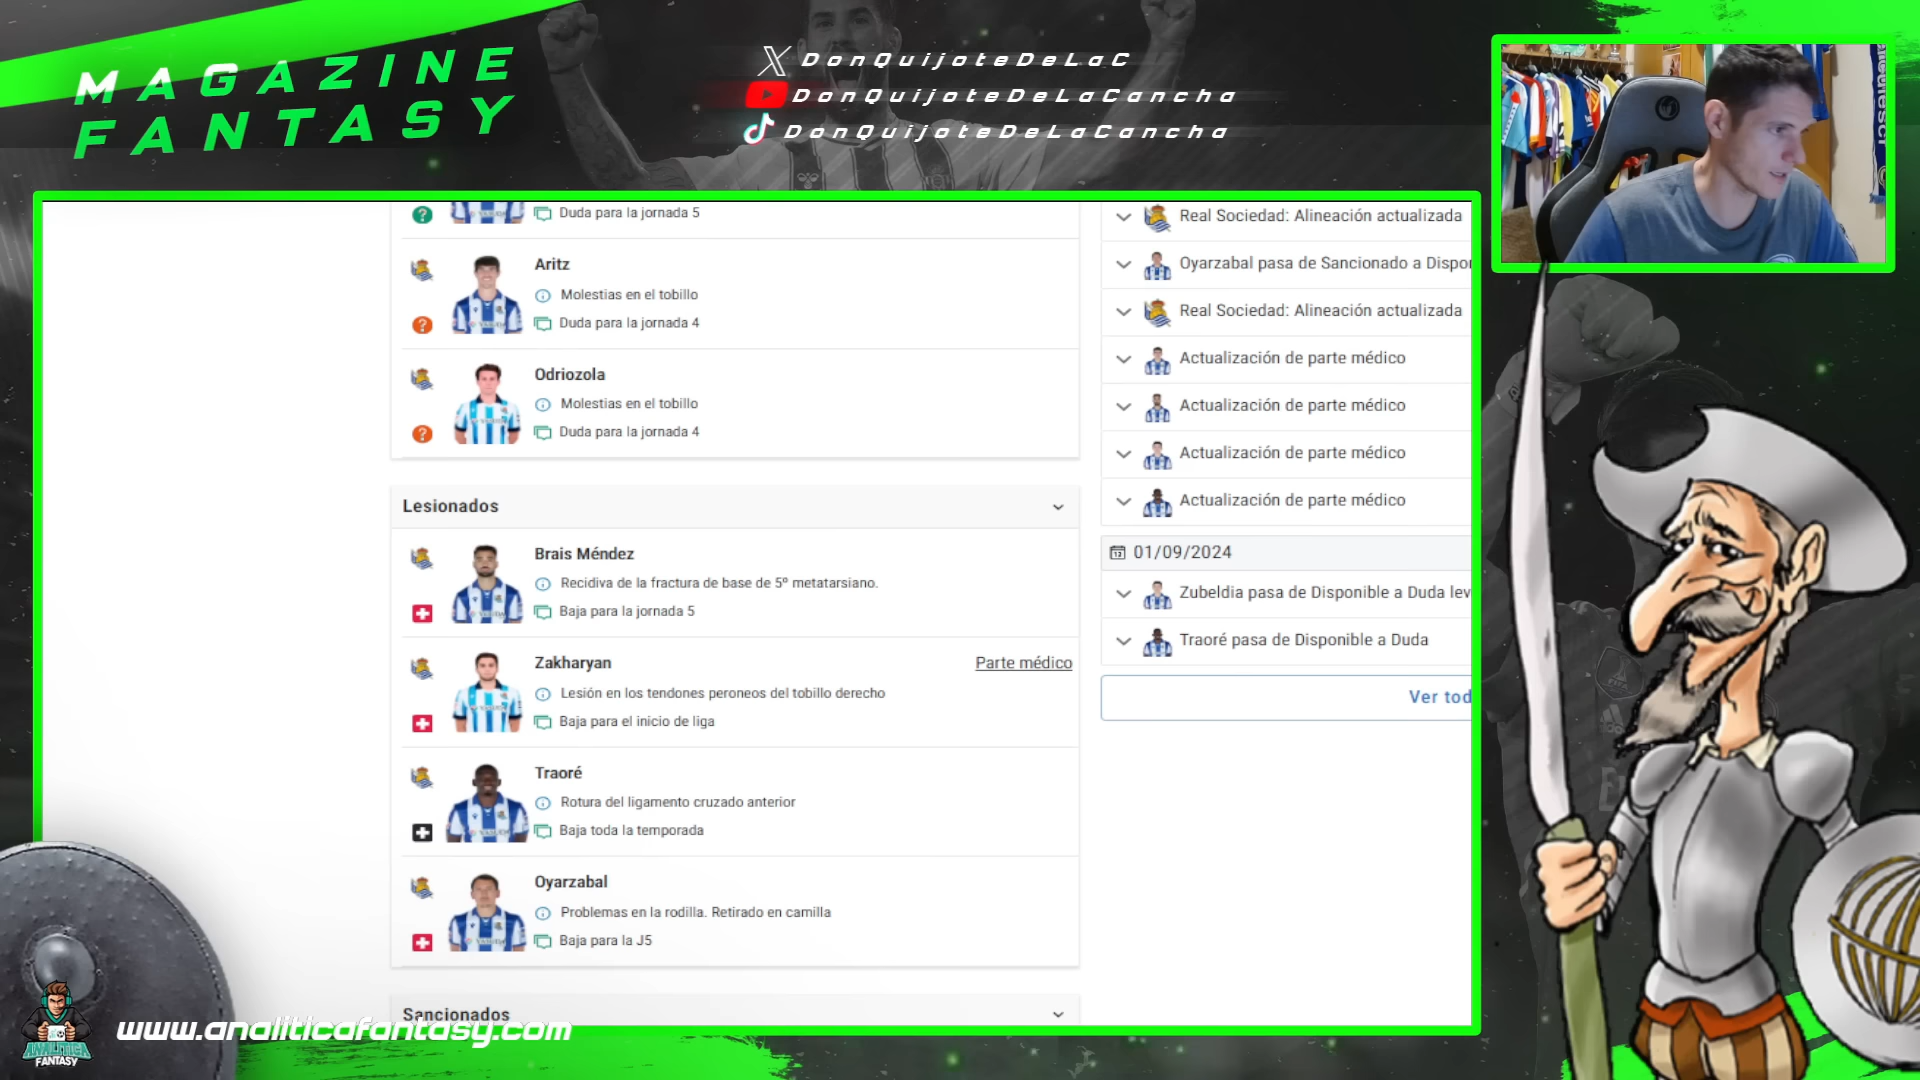 MAGAZINE
FANTASY
DonQuijoteDeLaC
DonQuijoteDeLaCancha
DonQuijoteDeLaCancha
Duda para la jornada 5
Aritz
Molestias en el tobillo
Duda para la jornada 4
Odriozola
Molestias en el tobillo
Duda para la jornada 4
Lesionados
Brais Méndez
Recidiva de la fractura de base de 5º metatarsiano.
Baja para la jornada 5
Zakharyan
Parte médico
Lesión en los tendones peroneos del tobillo derecho
Baja para el inicio de liga
Traoré
Rotura del ligamento cruzado anterior
Baja toda la temporada
Oyarzabal
Problemas en la rodilla. Retirado en camilla
Baja para la J5
Sancionados
Real Sociedad: Alineación actualizada
Oyarzabal pasa de Sancionado a Dispo
Real Sociedad: Alineación actualizada
Actualización de parte médico
Actualización de parte médico
Actualización de parte médico
Actualización de parte médico
01/09/2024
Zubeldia pasa de Disponible a Duda lev
Traoré pasa de Disponible a Duda
Ver tod
ANALITICA
FANTASY
www.analiticafantasy.com